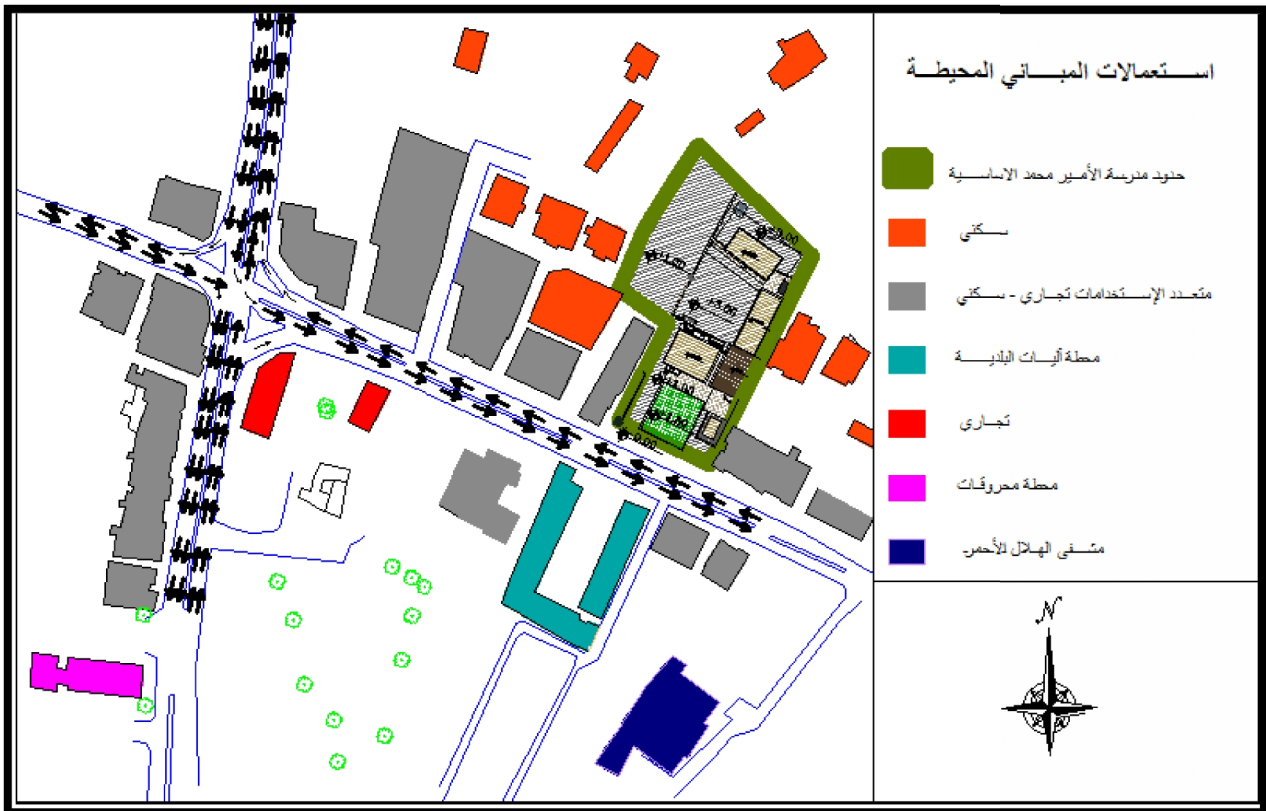 استعمالات المباني المحيطة
حدود مدرسة الأمير محمد الاساسية
سكني
متعدد الإستخدامات تجاري - سكني
محطة آليات البلدية
تجاري
محطة محروقات
مشفى الهلال الأحمر
N